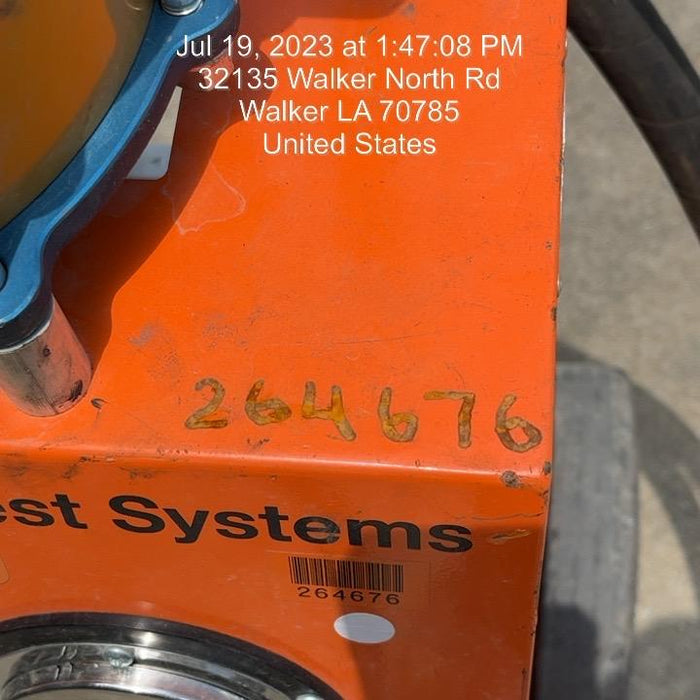 Jul 19, 2023 at 1:47:08 PM
32135 Walker North Rd
Walker LA 70785
United States
264676
est Systems
264676